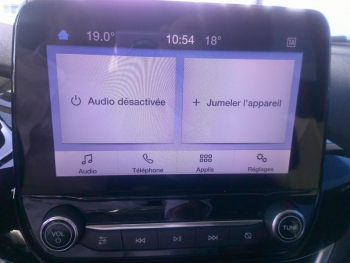 19.0° 10:54 18°
Audio désactivée
+ Jumeler l'appareil
Audio Téléphone Applis Réglages
VOL TUNE